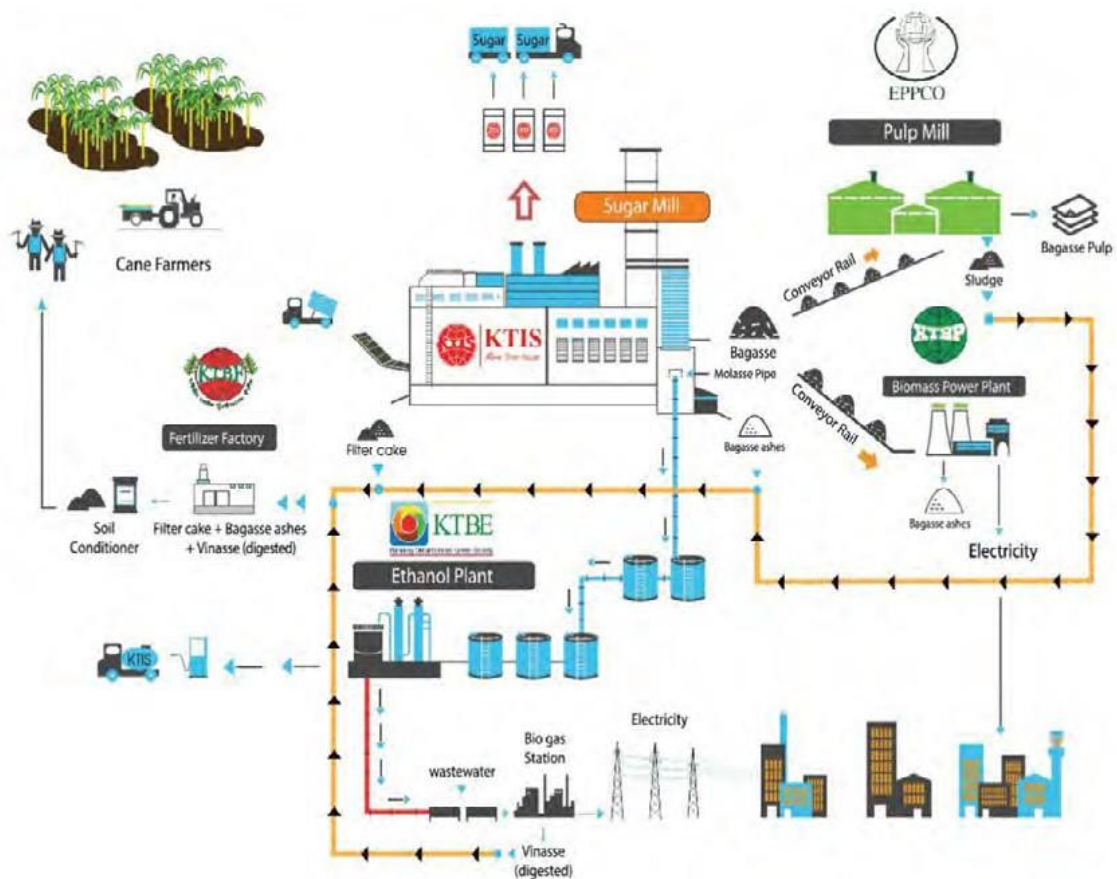 Sugar
Sugar
EPPCO
Pulp Mill
Sugar Mill
Conveyor Rail
Bagasse Pulp
Sludge
Cane Farmers
KTIS
Bagasse
Molasse Pipe
KTBP
Biomass Power Plant
Conveyor Rail
KTBF
Fertilizer Factory
Filter cake
Bagasse ashes
Bagasse ashes
Soil
Conditioner
Filter cake + Bagasse ashes
+ Vinasse (digested)
KTBE
Ethanol Plant
Electricity
KTIS
Electricity
Bio gas
Station
wastewater
Vinasse
(digested)